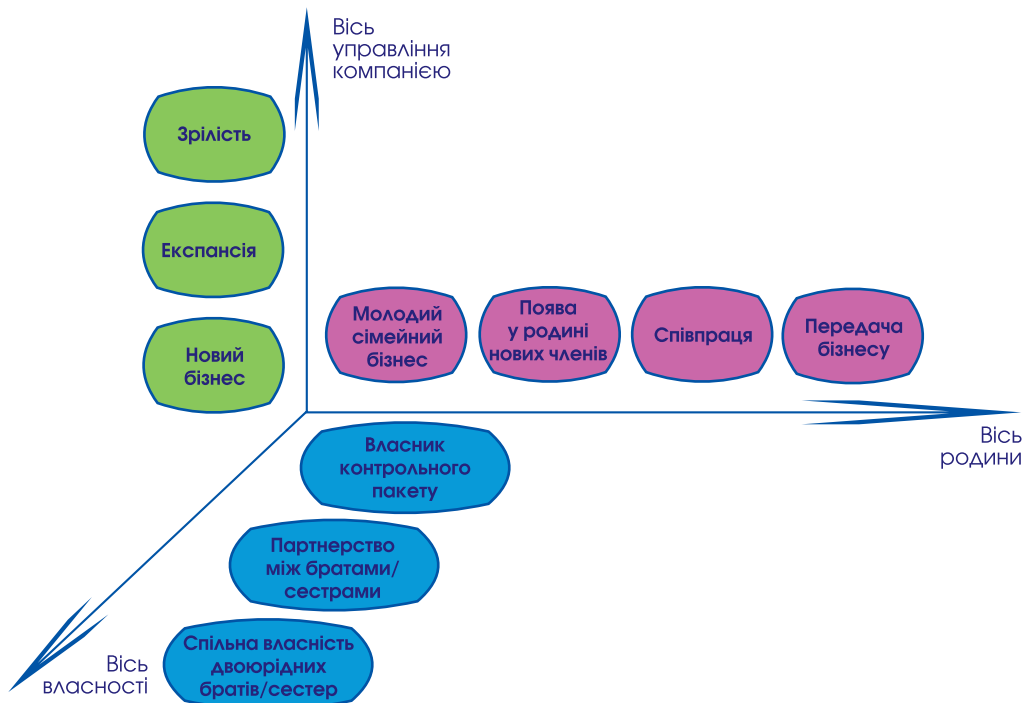 Вісь
управління
компанією
Зрілість
Експансія
Новий
бізнес
Молодий
сімейний
бізнес
Поява
у родині
нових членів
Співпраця
Передача
бізнесу
Вісь
родини
Власник
контрольного
пакету
Партнерство
між братами/
сестрами
Спільна власність
двоюрідних
братів/сестер
Вісь
власності